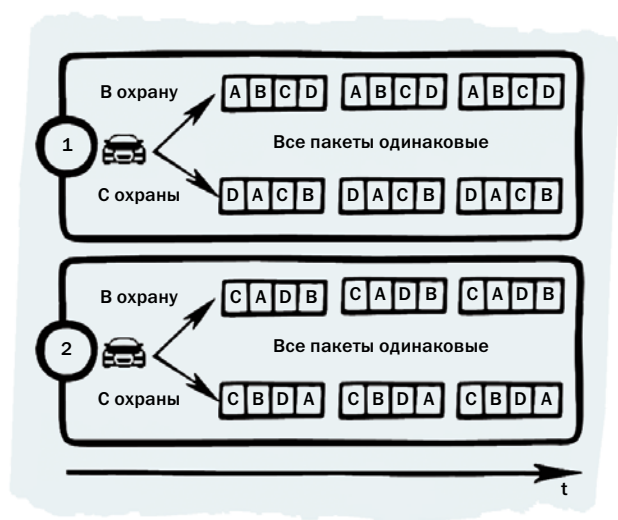 В охрану
A B C D A B C D A B C D
1
Все пакеты одинаковые
С охраны
D A C B D A C B D A C B
В охрану
C A D B C A D B C A D B
2
Все пакеты одинаковые
С охраны
C B D A C B D A C B D A
t